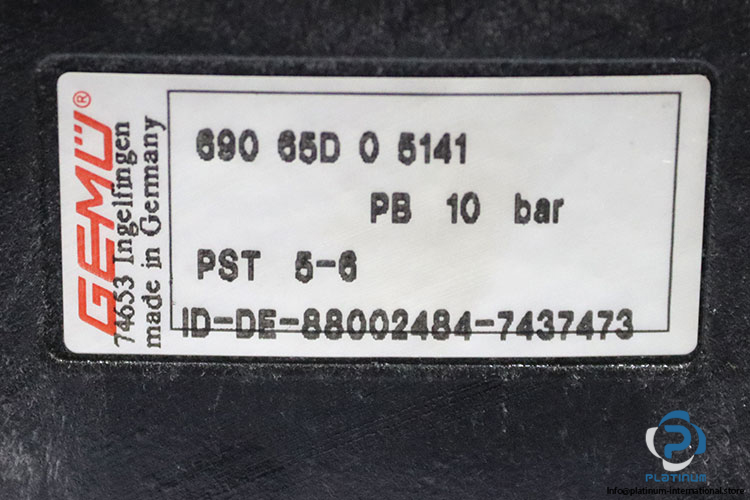 GEMÜ®
74653 Ingelfingen
made in Germany
690 65D 0 5141
PB 10 bar
PST 5-6
ID-DE-88002484-7437473
PLATINUM
Info@platinum-international.store